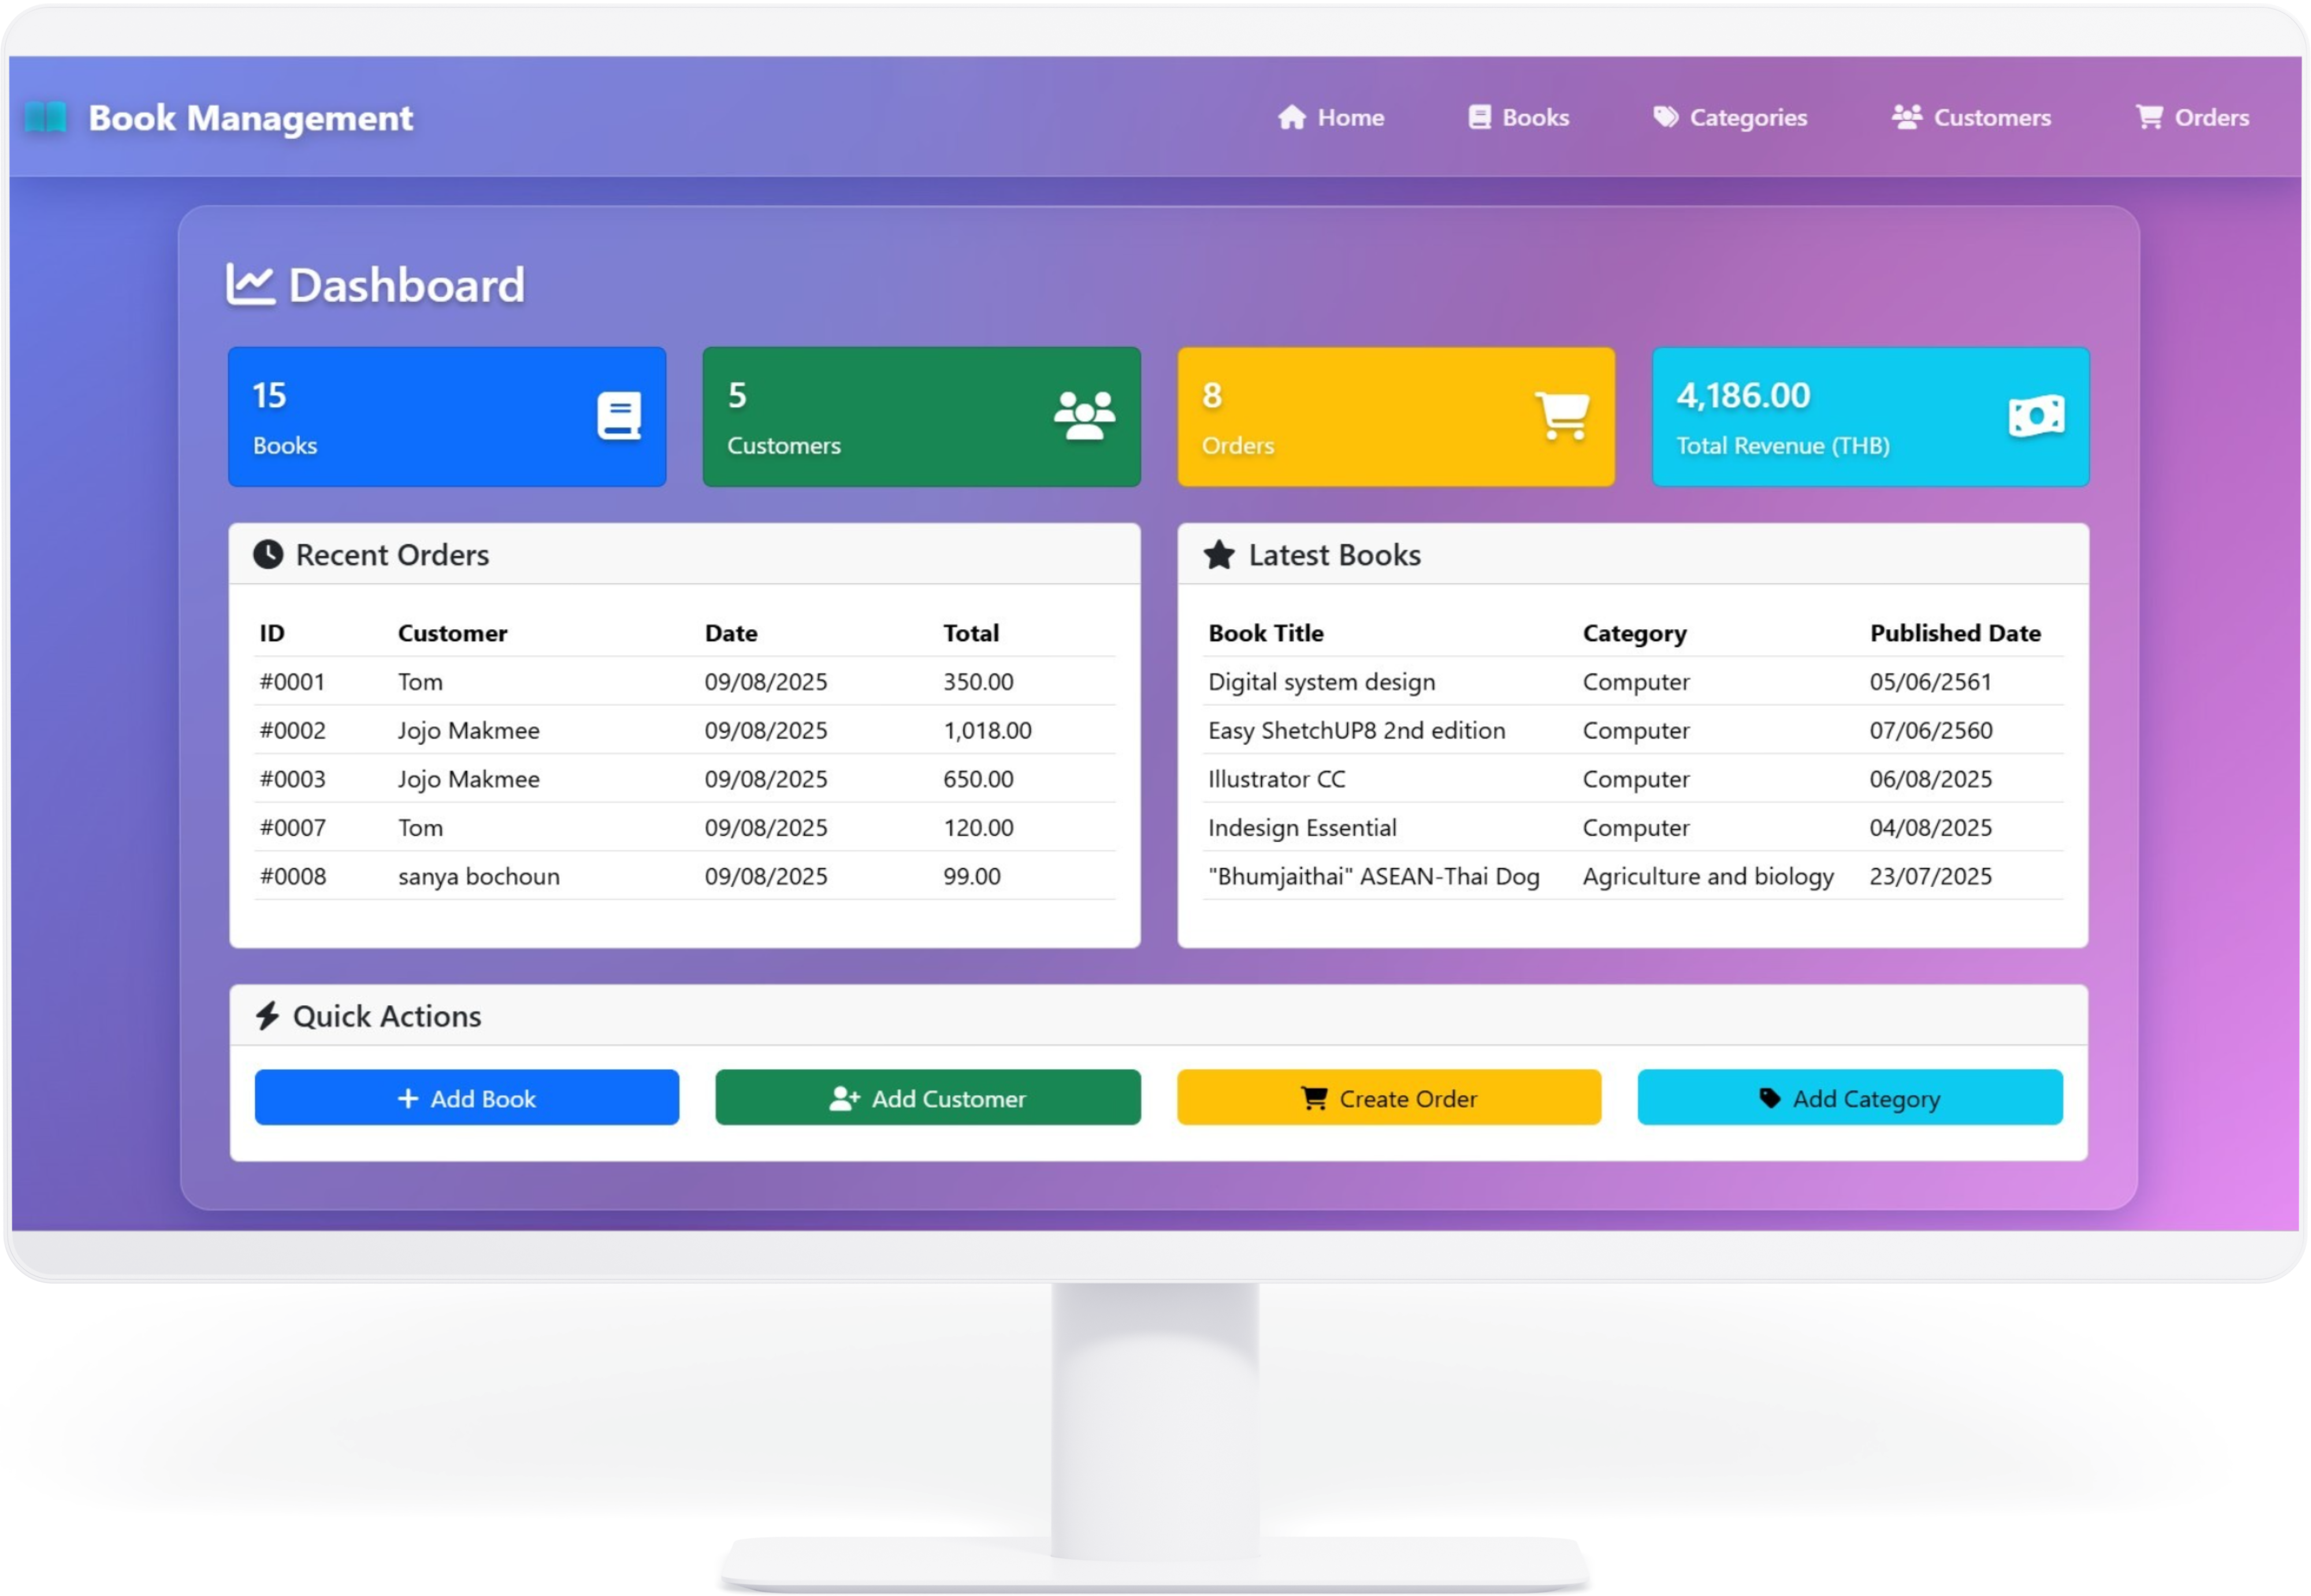 Book Management
Home Books Categories Customers Orders
Dashboard
15
Books
5
Customers
8
Orders
4,186.00
Total Revenue (THB)
Recent Orders
ID Customer Date Total
#0001 Tom 09/08/2025 350.00
#0002 Jojo Makmee 09/08/2025 1,018.00
#0003 Jojo Makmee 09/08/2025 650.00
#0007 Tom 09/08/2025 120.00
#0008 sanya bochoun 09/08/2025 99.00
Latest Books
Book Title Category Published Date
Digital system design Computer 05/06/2561
Easy ShetchUP8 2nd edition Computer 07/06/2560
Illustrator CC Computer 06/08/2025
Indesign Essential Computer 04/08/2025
"Bhumjaithai" ASEAN-Thai Dog Agriculture and biology 23/07/2025
Quick Actions
Add Book Add Customer Create Order Add Category